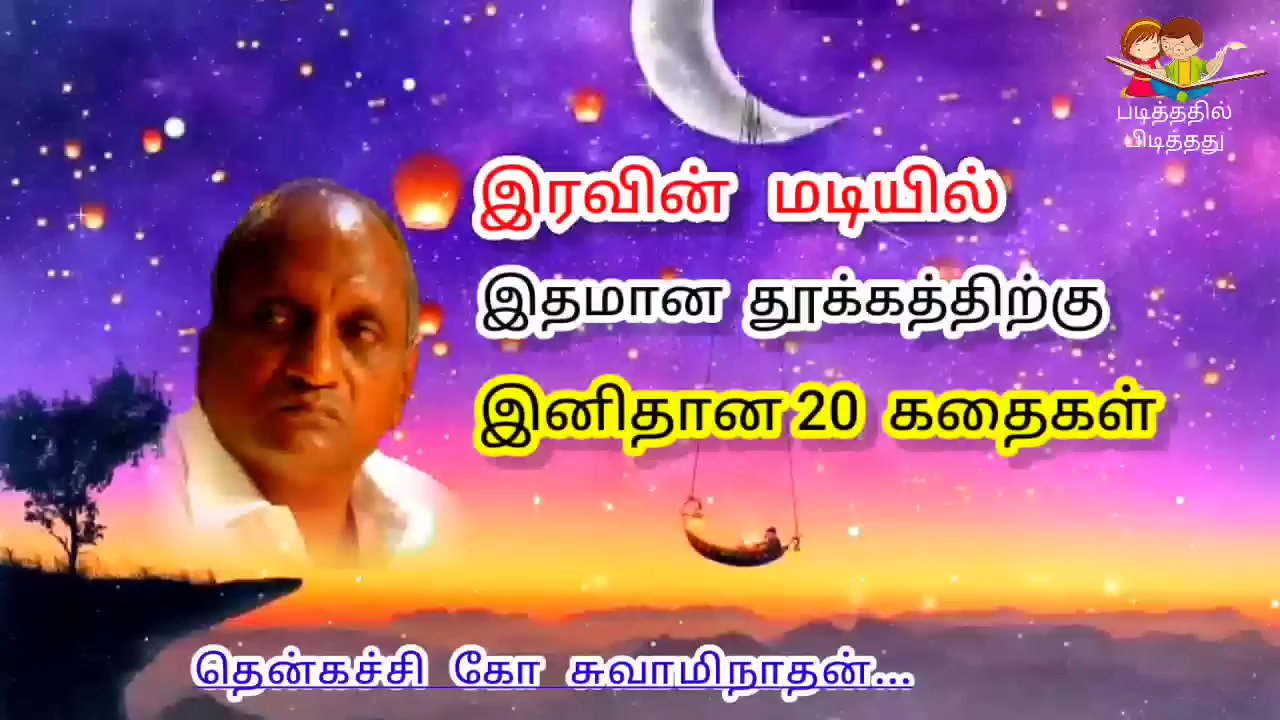 படித்ததில்
பிடித்தது
இரவின் மடியில்
இதமான தூக்கத்திற்கு
இனிதான 20 கதைகள்
தென்கச்சி கோ சுவாமிநாதன்...